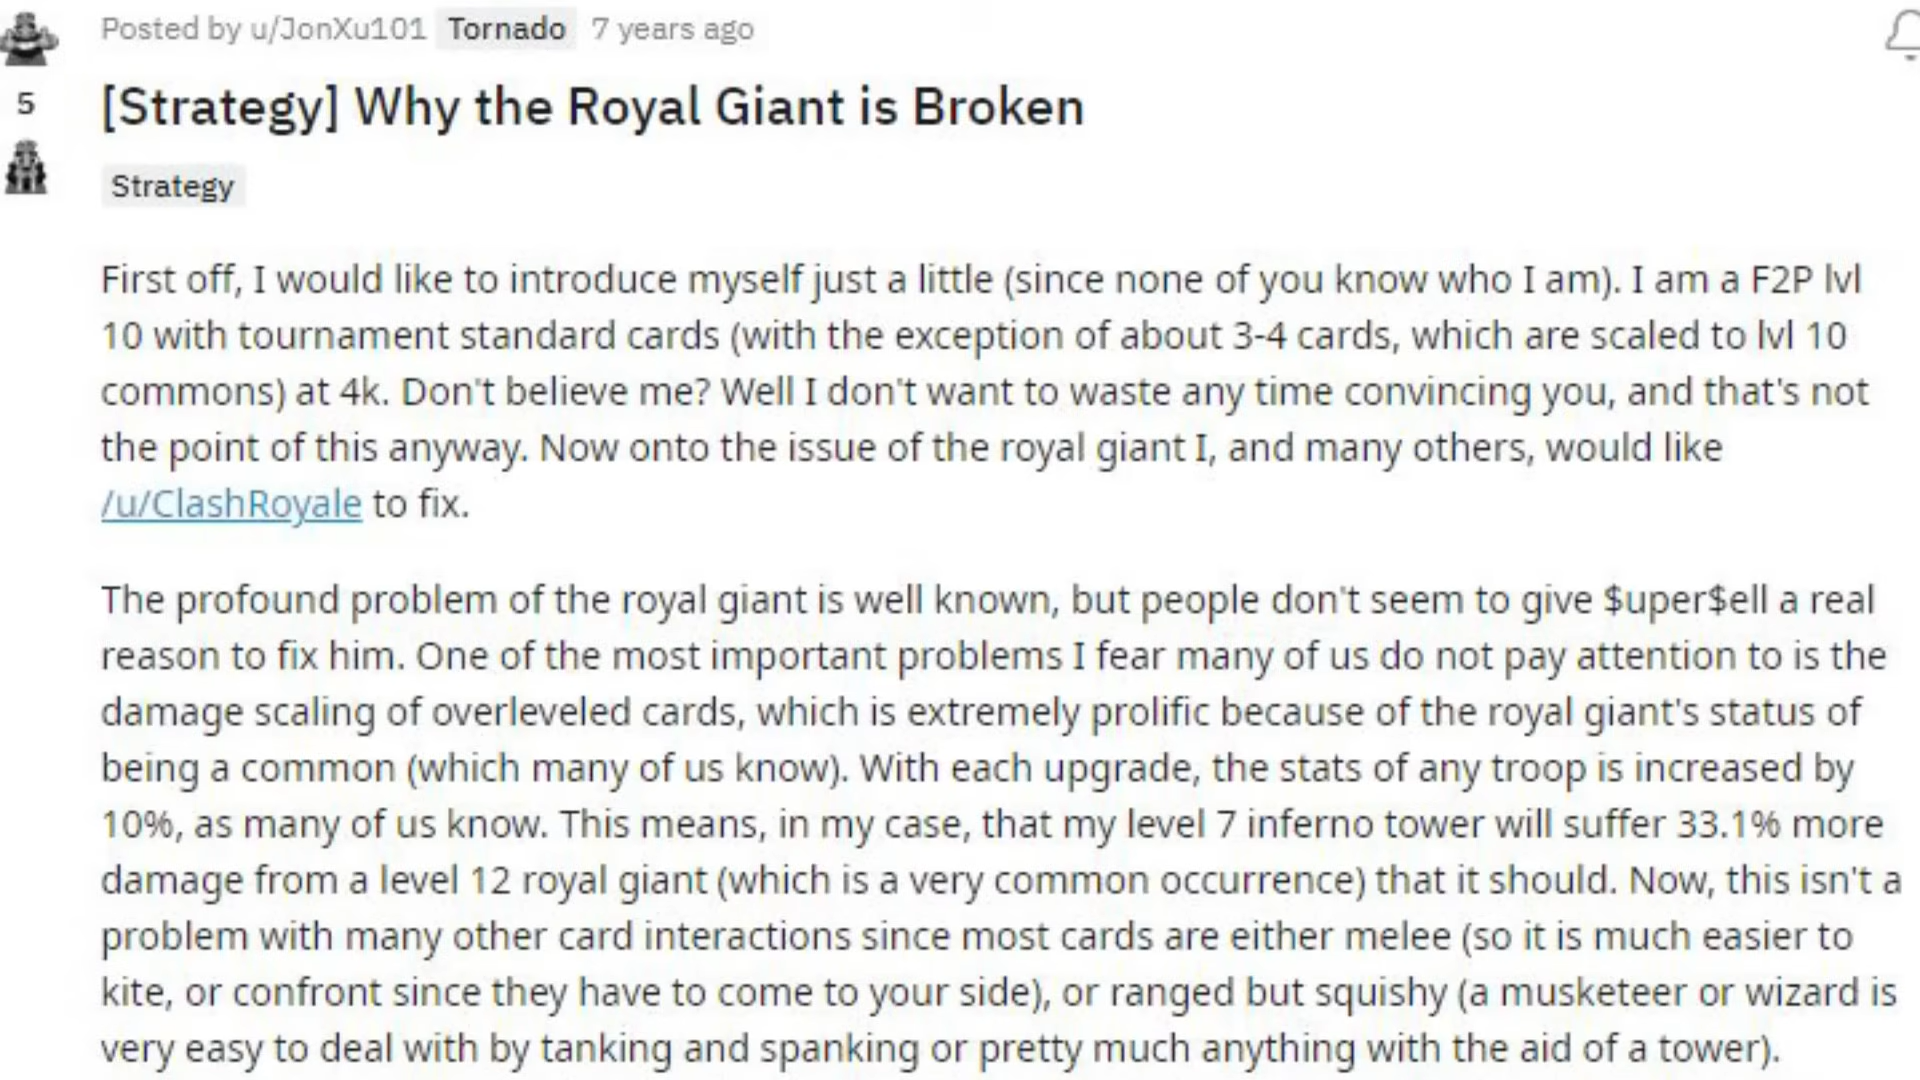 Posted by u/JonXu101 Tornado 7 years ago
5
[Strategy] Why the Royal Giant is Broken
Strategy
First off, I would like to introduce myself just a little (since none of you know who I am). I am a F2P lvl
10 with tournament standard cards (with the exception of about 3-4 cards, which are scaled to lvl 10
commons) at 4k. Don't believe me? Well I don't want to waste any time convincing you, and that's not
the point of this anyway. Now onto the issue of the royal giant I, and many others, would like
/u/ClashRoyale to fix.
The profound problem of the royal giant is well known, but people don't seem to give $uper$ell a real
reason to fix him. One of the most important problems I fear many of us do not pay attention to is the
damage scaling of overleveled cards, which is extremely prolific because of the royal giant's status of
being a common (which many of us know). With each upgrade, the stats of any troop is increased by
10%, as many of us know. This means, in my case, that my level 7 inferno tower will suffer 33.1% more
damage from a level 12 royal giant (which is a very common occurrence) that it should. Now, this isn't a
problem with many other card interactions since most cards are either melee (so it is much easier to
kite, or confront since they have to come to your side), or ranged but squishy (a musketeer or wizard is
very easy to deal with by tanking and spanking or pretty much anything with the aid of a tower).